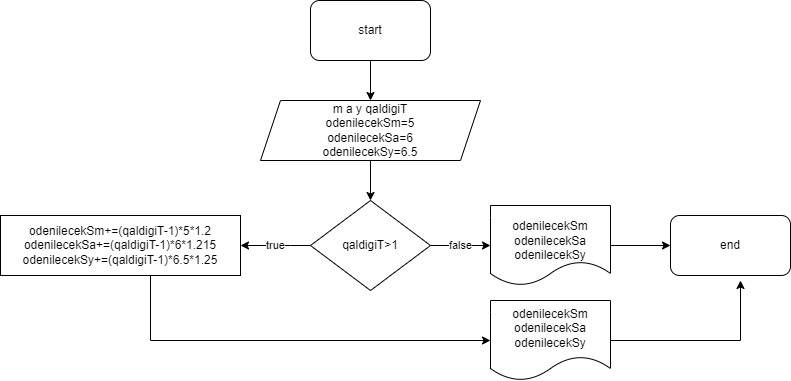 start
m a y qaldigiT
odenilecekSm=5
odenilecekSa=6
odenilecekSy=6.5
odenilecekSm+=(qaldigiT-1)*5*1.2
odenilecekSa+=(qaldigiT-1)*6*1.215
odenilecekSy+=(qaldigiT-1)*6.5*1.25
true
qaldigiT>1
false
odenilecekSm
odenilecekSa
odenilecekSy
end
odenilecekSm
odenilecekSa
odenilecekSy